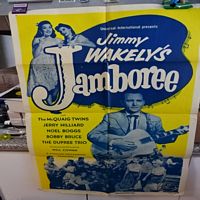 Universal International presents
Jimmy
WAKELY'S
Jamboree
The McQUAIG TWINS
JERRY HILLIARD
NOEL BOGGS
BOBBY BRUCE
THE DUPREE TRIO